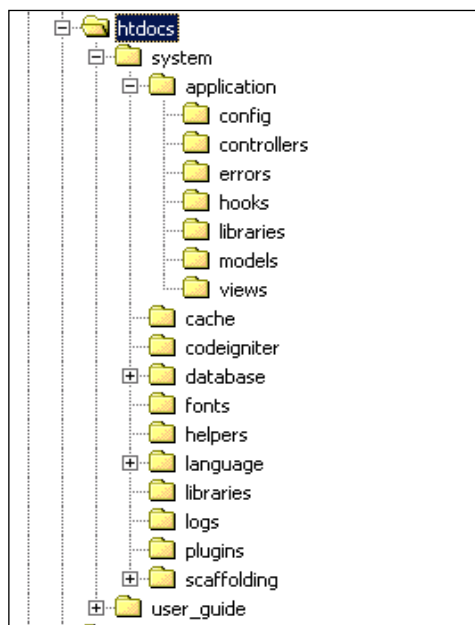 htdocs
system
application
config
controllers
errors
hooks
libraries
models
views
cache
codeigniter
database
fonts
helpers
language
libraries
logs
plugins
scaffolding
user_guide